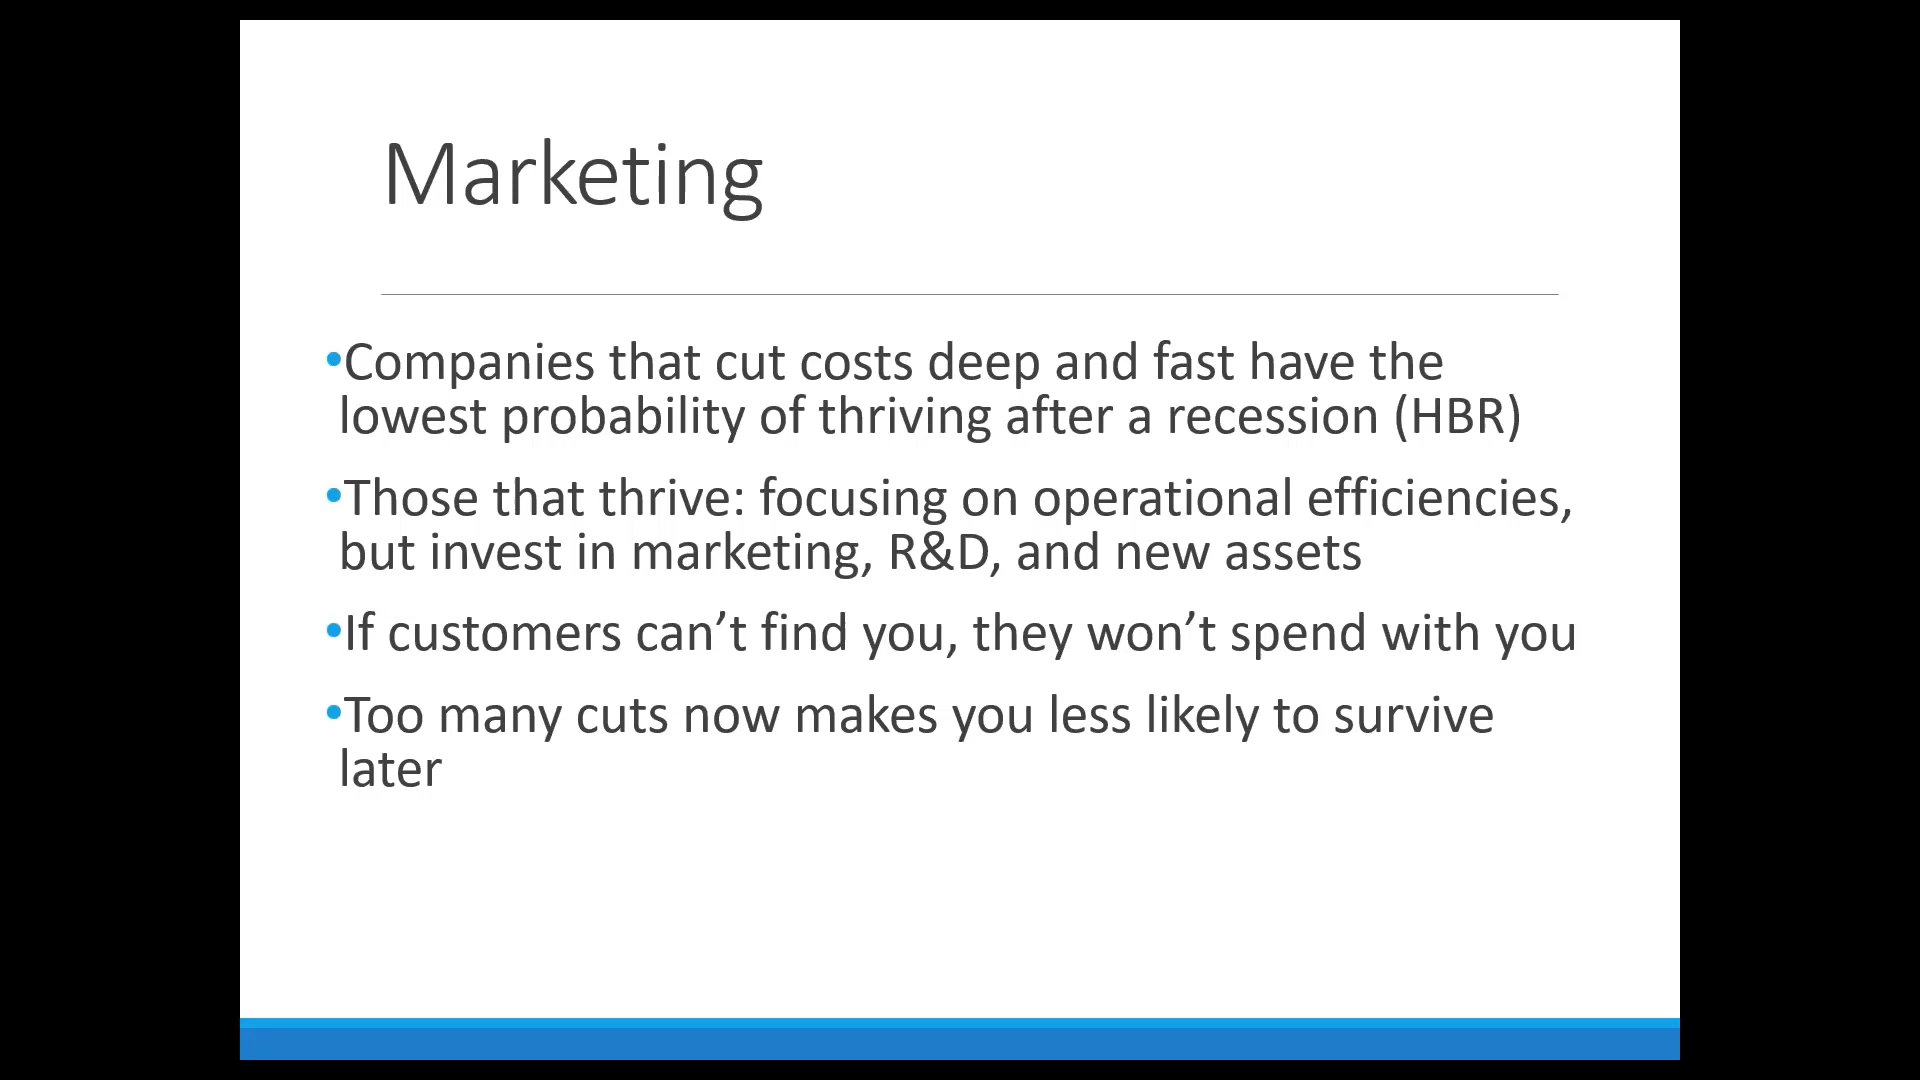 Marketing
•Companies that cut costs deep and fast have the
lowest probability of thriving after a recession (HBR)
•Those that thrive: focusing on operational efficiencies,
but invest in marketing, R&D, and new assets
•If customers can’t find you, they won’t spend with you
•Too many cuts now makes you less likely to survive
later